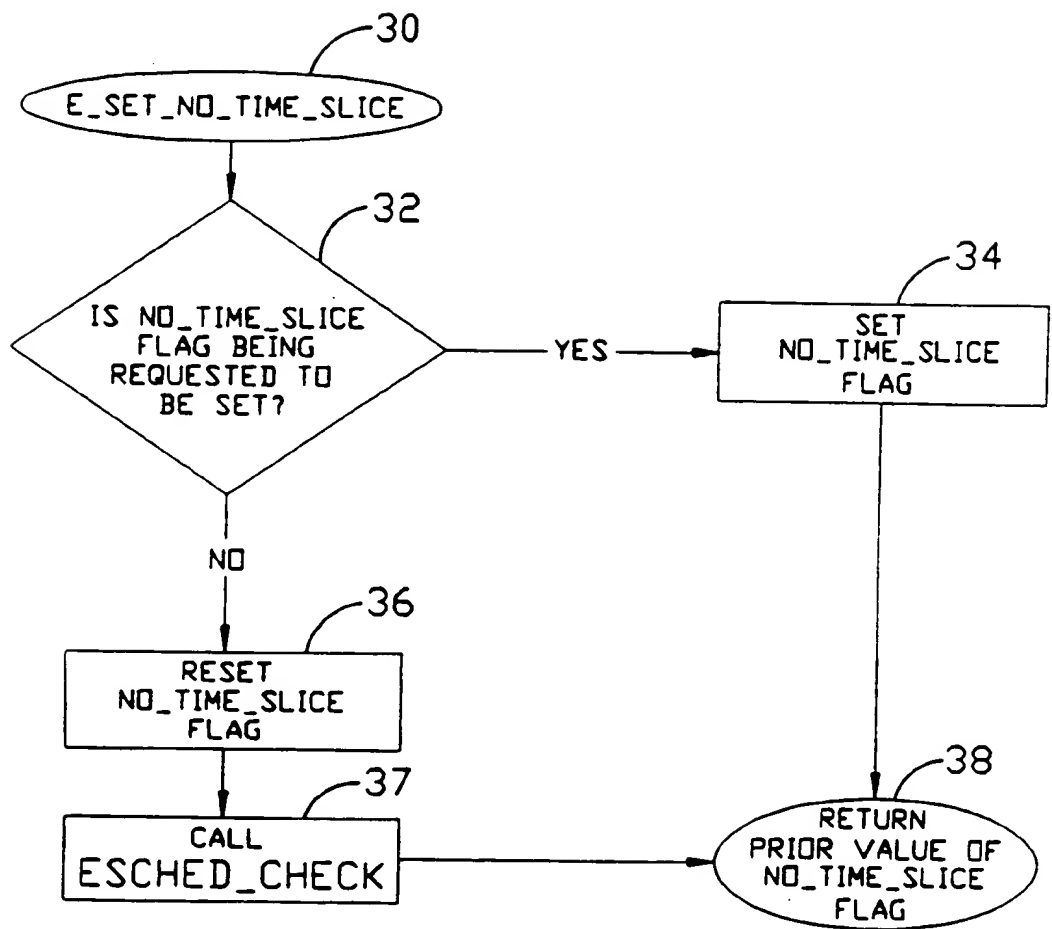 30
E_SET_NO_TIME_SLICE
32
IS NO_TIME_SLICE
FLAG BEING
REQUESTED TO
BE SET?
YES
34
SET
NO_TIME_SLICE
FLAG
NO
36
RESET
NO_TIME_SLICE
FLAG
37
CALL
ESCHED_CHECK
38
RETURN
PRIOR VALUE OF
NO_TIME_SLICE
FLAG